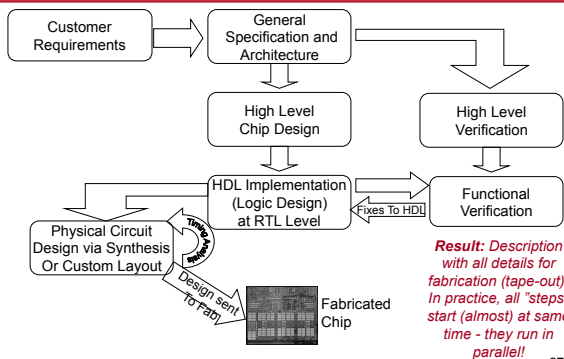 Customer
Requirements
General
Specification and
Architecture
High Level
Chip Design
High Level
Verification
HDL Implementation
(Logic Design)
at RTL Level
Fixes To HDL
Functional
Verification
Timing Analysis
Physical Circuit
Design via Synthesis
Or Custom Layout
Design sent
To Fab
Fabricated
Chip
Result: Description
with all details for
fabrication (tape-out)
In practice, all "steps
start (almost) at same
time - they run in
parallel!